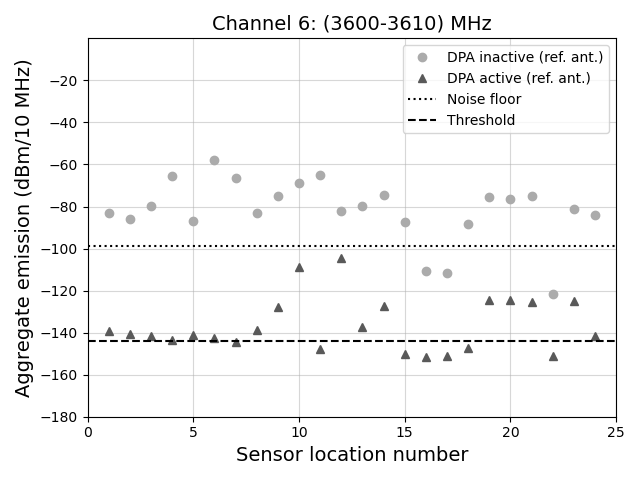 Channel 6: (3600-3610) MHz
DPA inactive (ref. ant.)
DPA active (ref. ant.)
Noise floor
Threshold
Aggregate emission (dBm/10 MHz)
−20
−40
−60
−80
−100
−120
−140
−160
−180
0 5 10 15 20 25
Sensor location number